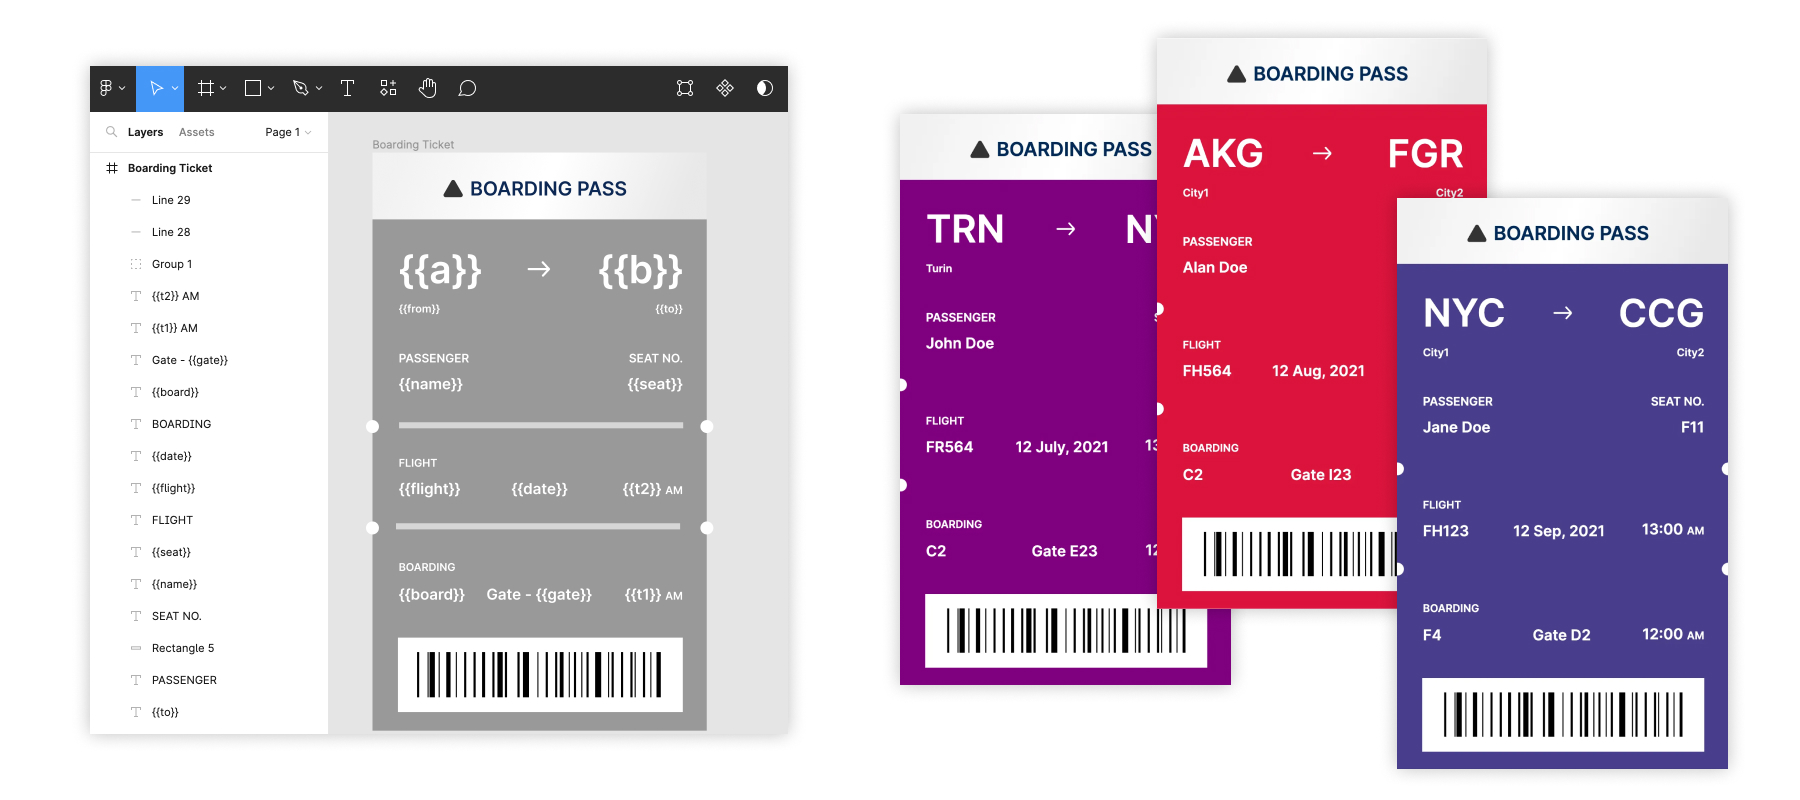 Layers Assets Page 1
Boarding Ticket
Line 29
Line 28
Group 1
{{t2}} AM
{{t1}} AM
Gate - {{gate}}
{{board}}
BOARDING
{{date}}
{{flight}}
FLIGHT
{{seat}}
{{name}}
SEAT NO.
Rectangle 5
PASSENGER
{{to}}
Boarding Ticket
BOARDING PASS
{{a}} → {{b}}
{{from}} {{to}}
PASSENGER SEAT NO.
{{name}} {{seat}}
FLIGHT
{{flight}} {{date}} {{t2}} AM
BOARDING
{{board}} Gate - {{gate}} {{t1}} AM
BOARDING PASS
TRN →
Turin
PASSENGER
John Doe
FLIGHT
FR564 12 July, 2021
BOARDING
C2 Gate E23
BOARDING PASS
AKG → FGR
City1 City2
PASSENGER
Alan Doe
FLIGHT
FH564 12 Aug, 2021
BOARDING
C2 Gate I23
BOARDING PASS
NYC → CCG
City1 City2
PASSENGER SEAT NO.
Jane Doe F11
FLIGHT
FH123 12 Sep, 2021 13:00 AM
BOARDING
F4 Gate D2 12:00 AM